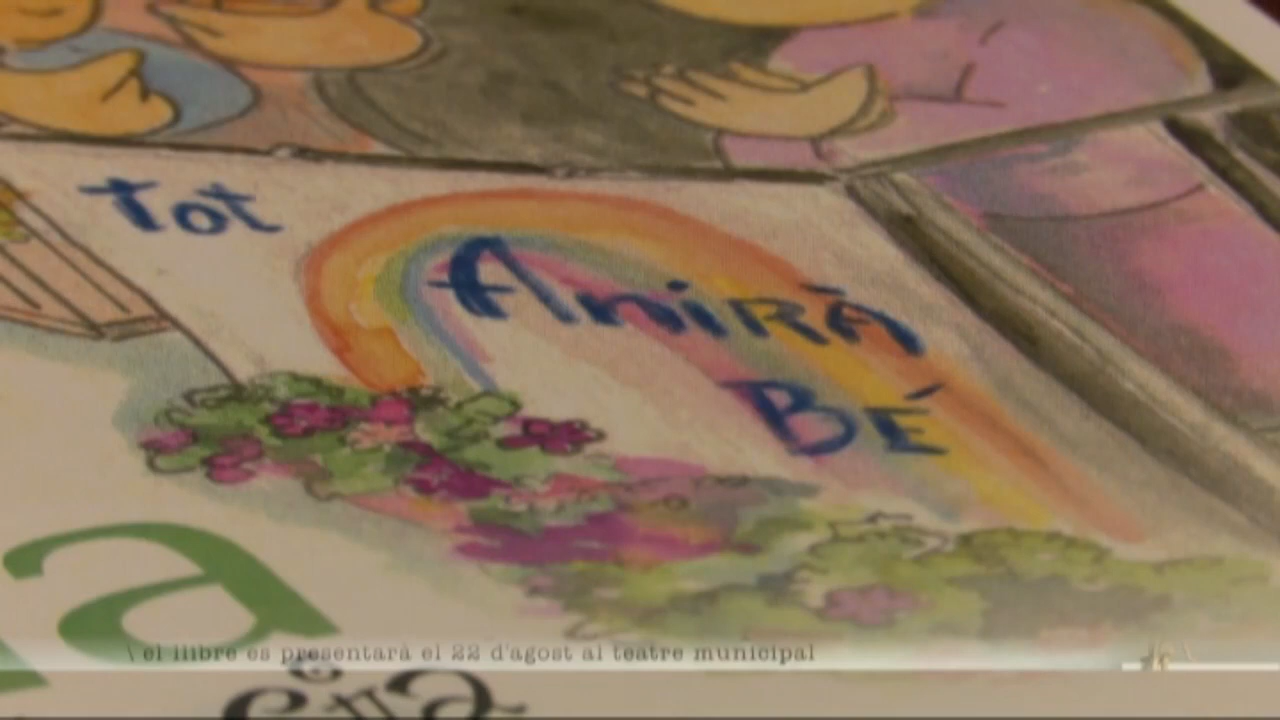 Tot
Anirà
Bé
a
\ el llibre es presentarà el 22 d'agost al teatre municipal